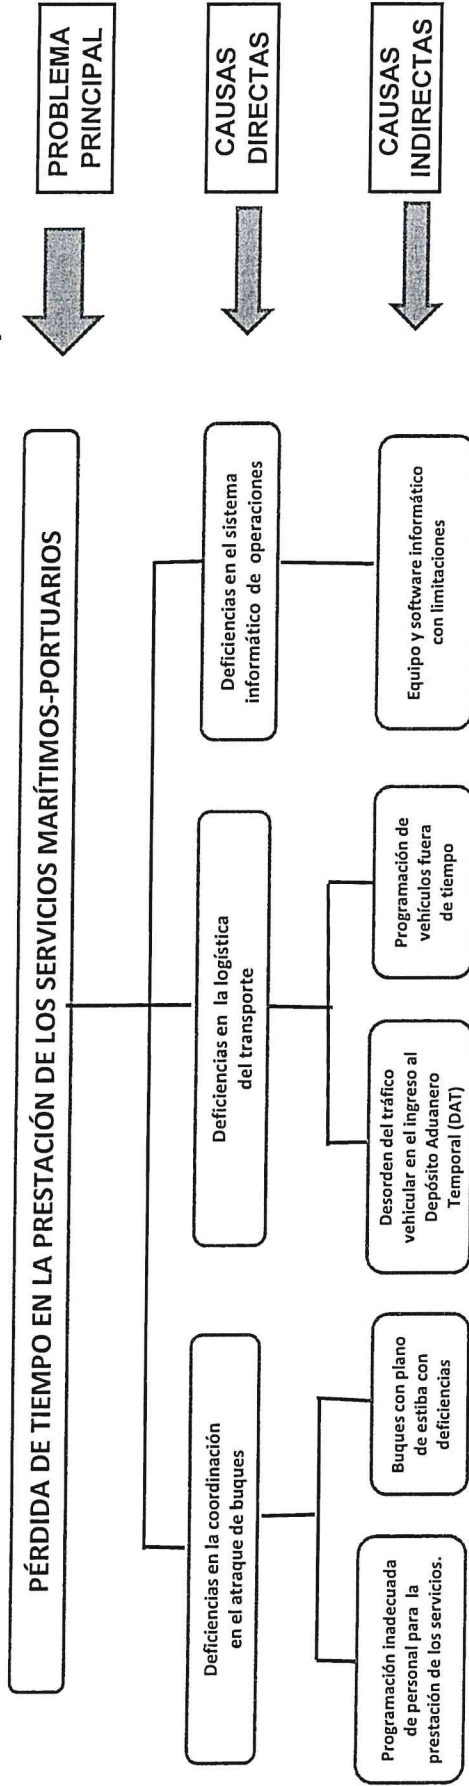 PÉRDIDA DE TIEMPO EN LA PRESTACIÓN DE LOS SERVICIOS MARÍTIMOS-PORTUARIOS
PROBLEMA
PRINCIPAL
Deficiencias en la coordinación
en el atraque de buques
Deficiencias en la logística
del transporte
Deficiencias en el sistema
informático de operaciones
CAUSAS
DIRECTAS
Programación inadecuada
de personal para la
prestación de los servicios.
Buques con plano
de estiba con
deficiencias
Desorden del tráfico
vehicular en el ingreso al
Depósito Aduanero
Temporal (DAT)
Programación de
vehículos fuera
de tiempo
Equipo y software informático
con limitaciones
CAUSAS
INDIRECTAS